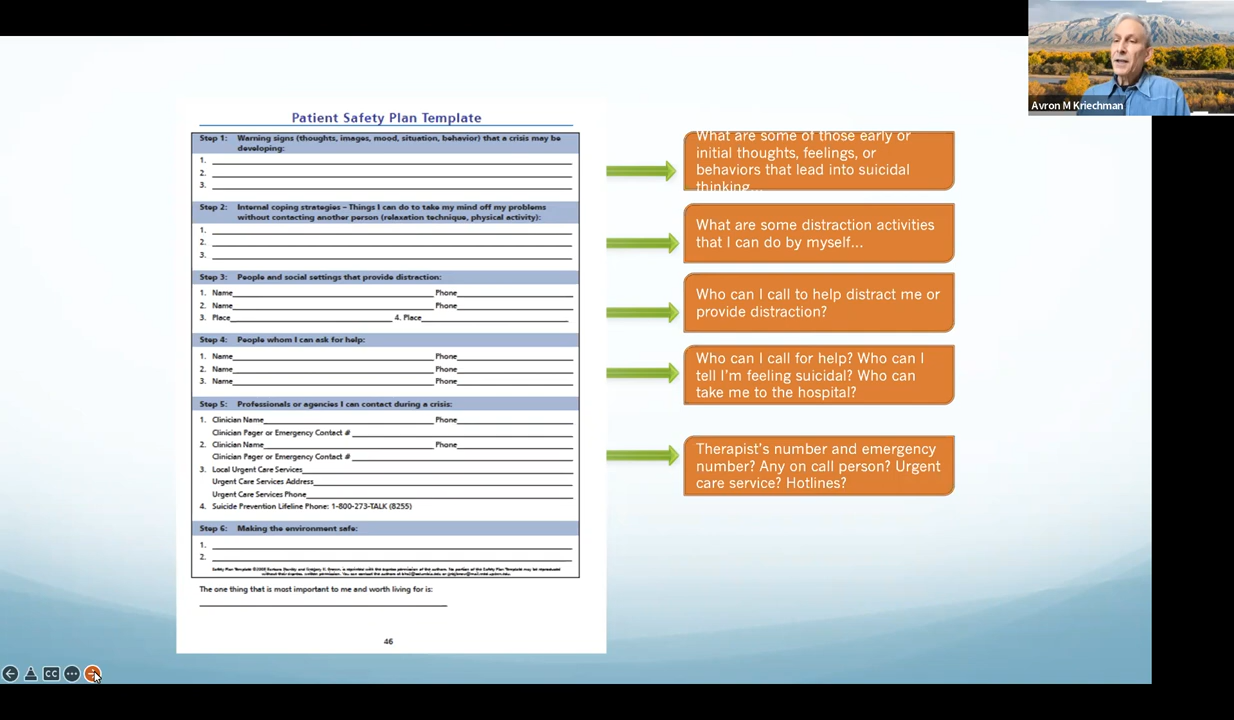 Avron M Kriechman
Patient Safety Plan Template
Step 1: Warning signs (thoughts, images, mood, situation, behavior) that a crisis may be
developing:
1.
2.
3.
Step 2: Internal coping strategies – Things I can do to take my mind off my problems
without contacting another person (relaxation technique, physical activity):
1.
2.
3.
Step 3: People and social settings that provide distraction:
1. Name Phone
2. Name Phone
3. Place 4. Place
Step 4: People whom I can ask for help:
1. Name Phone
2. Name Phone
3. Name Phone
Step 5: Professionals or agencies I can contact during a crisis:
1. Clinician Name Phone
Clinician Pager or Emergency Contact #
2. Clinician Name Phone
Clinician Pager or Emergency Contact #
3. Local Urgent Care Services
Urgent Care Services Address
Urgent Care Services Phone
4. Suicide Prevention Lifeline Phone: 1-800-273-TALK (8255)
Step 6: Making the environment safe:
1.
2.
The one thing that is most important to me and worth living for is:
46
What are some of those early or
initial thoughts, feelings, or
behaviors that lead into suicidal
thinking...
What are some distraction activities
that I can do by myself...
Who can I call to help distract me or
provide distraction?
Who can I call for help? Who can I
tell I'm feeling suicidal? Who can
take me to the hospital?
Therapist's number and emergency
number? Any on call person? Urgent
care service? Hotlines?
CC